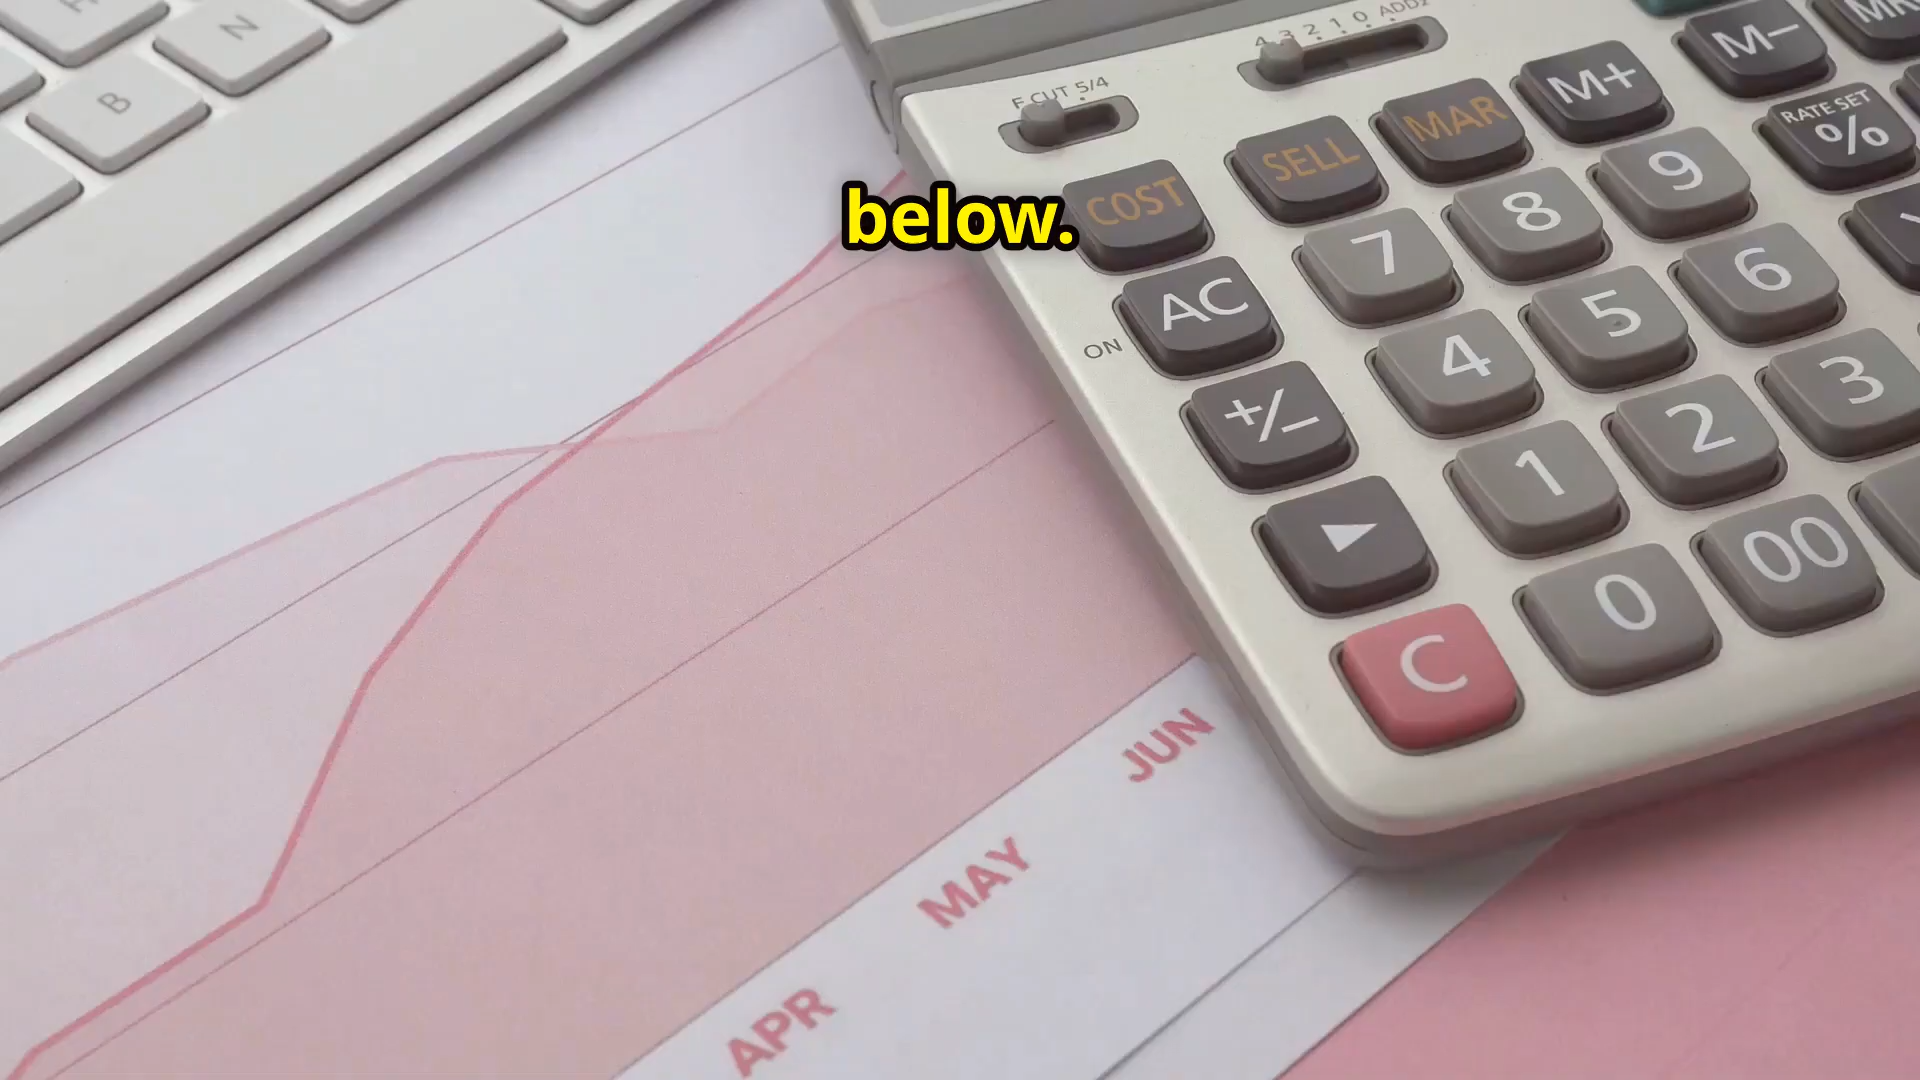 N
B
4 3 2 1 0 ADD2
F CUT 5/4
M-
M+
MAR
SELL
COST
RATE SET
%
7 8 9
AC
ON
4 5 6
+/-
1 2 3
0 00
C
below.
JUN
MAY
APR